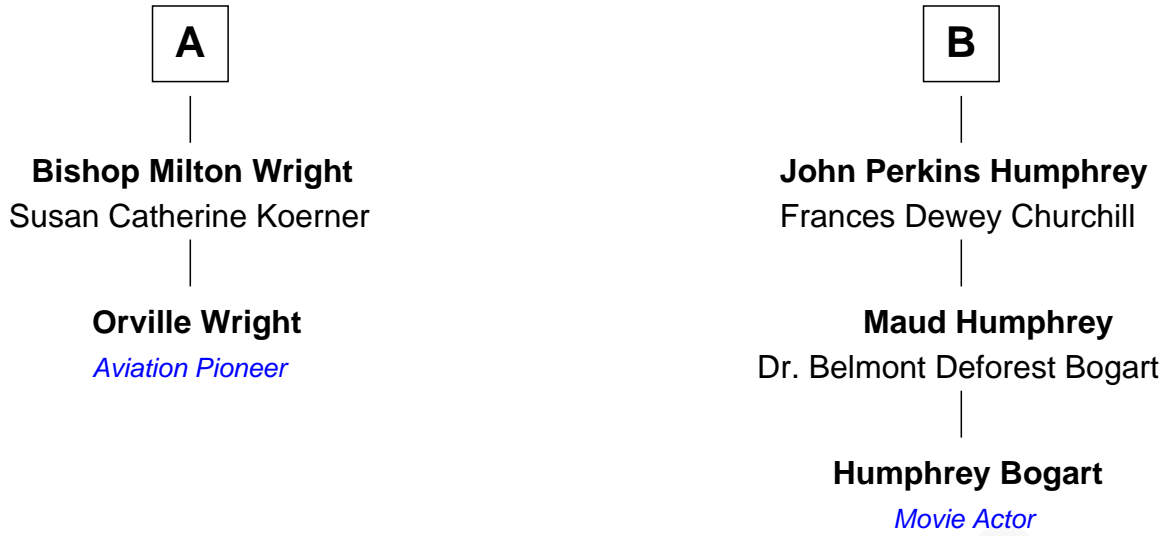 A
Bishop Milton Wright
Susan Catherine Koerner
Orville Wright
Aviation Pioneer
B
John Perkins Humphrey
Frances Dewey Churchill
Maud Humphrey
Dr. Belmont Deforest Bogart
Humphrey Bogart
Movie Actor